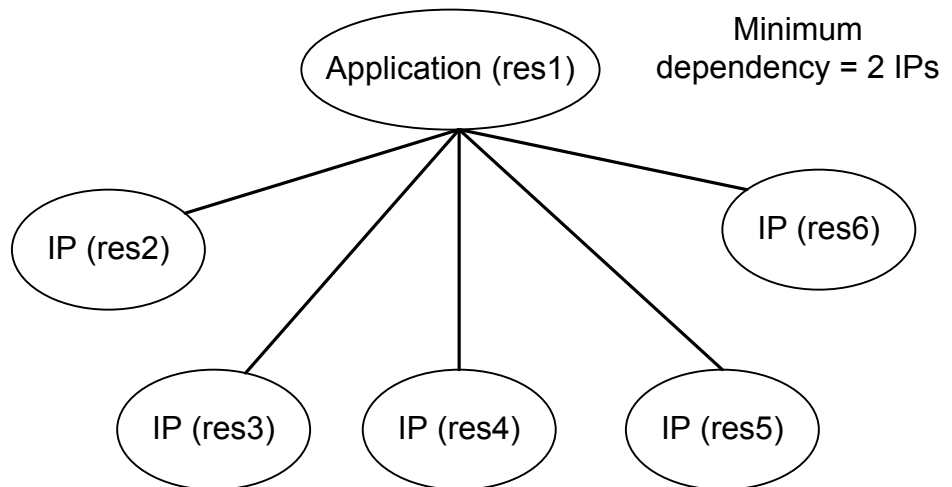 Application (res1)
Minimum
dependency = 2 IPs
IP (res2)
IP (res6)
IP (res3)
IP (res4)
IP (res5)